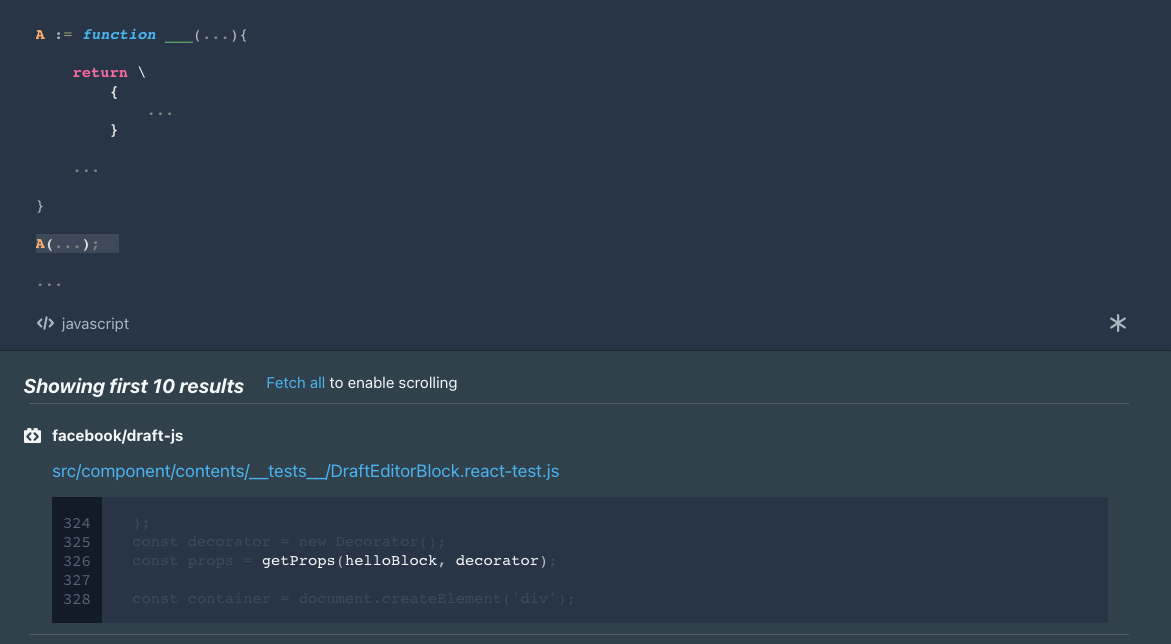 A := function ___(...){
return \
{
...
}
...
}
A(...);
...
</> javascript
Showing first 10 results Fetch all to enable scrolling
facebook/draft-js
src/component/contents/__tests__/DraftEditorBlock.react-test.js
324 );
325 const decorator = new Decorator();
326 const props = getProps(helloBlock, decorator);
327
328 const container = document.createElement('div');